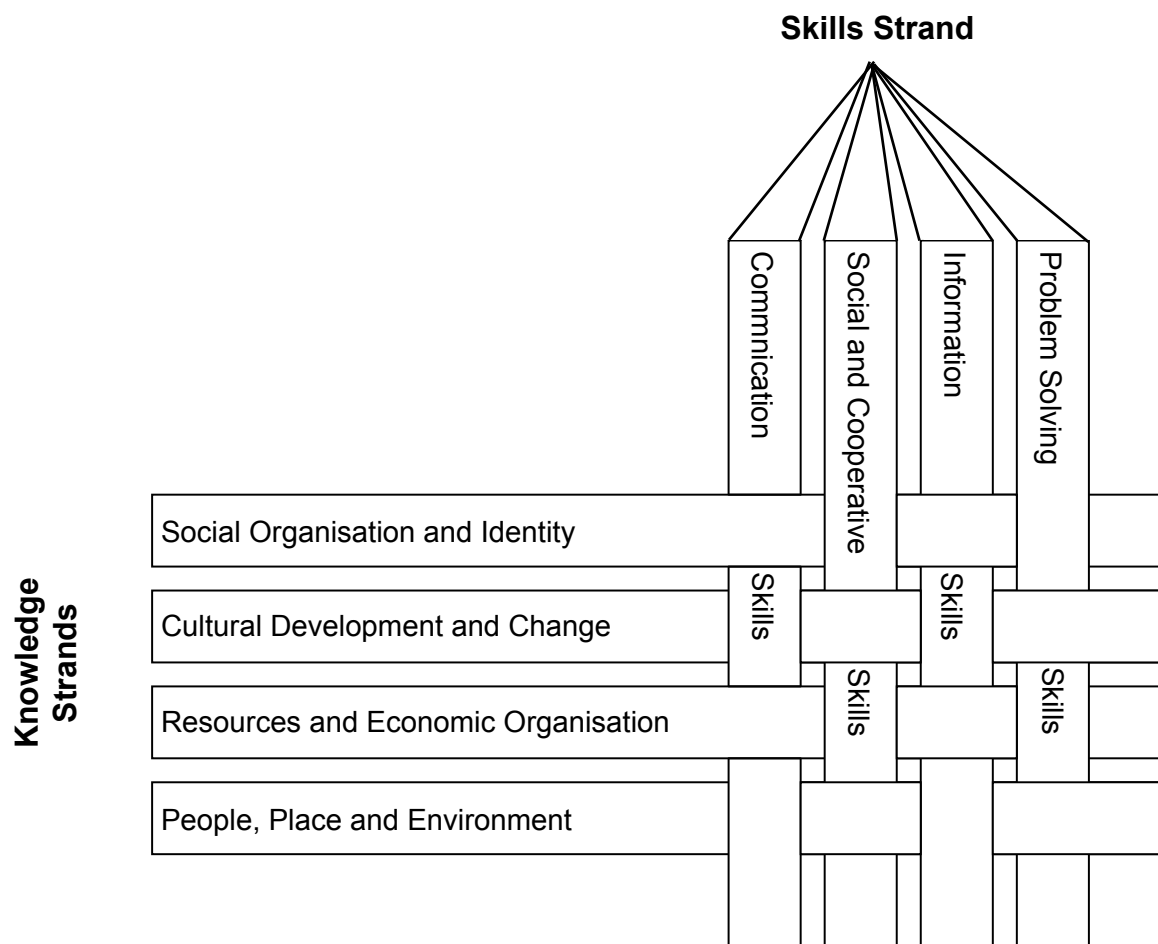 Skills Strand
Commnication
Social and Cooperative
Information
Problem Solving
Social Organisation and Identity
Skills
Skills
Cultural Development and Change
Knowledge
Strands
Skills
Skills
Resources and Economic Organisation
People, Place and Environment